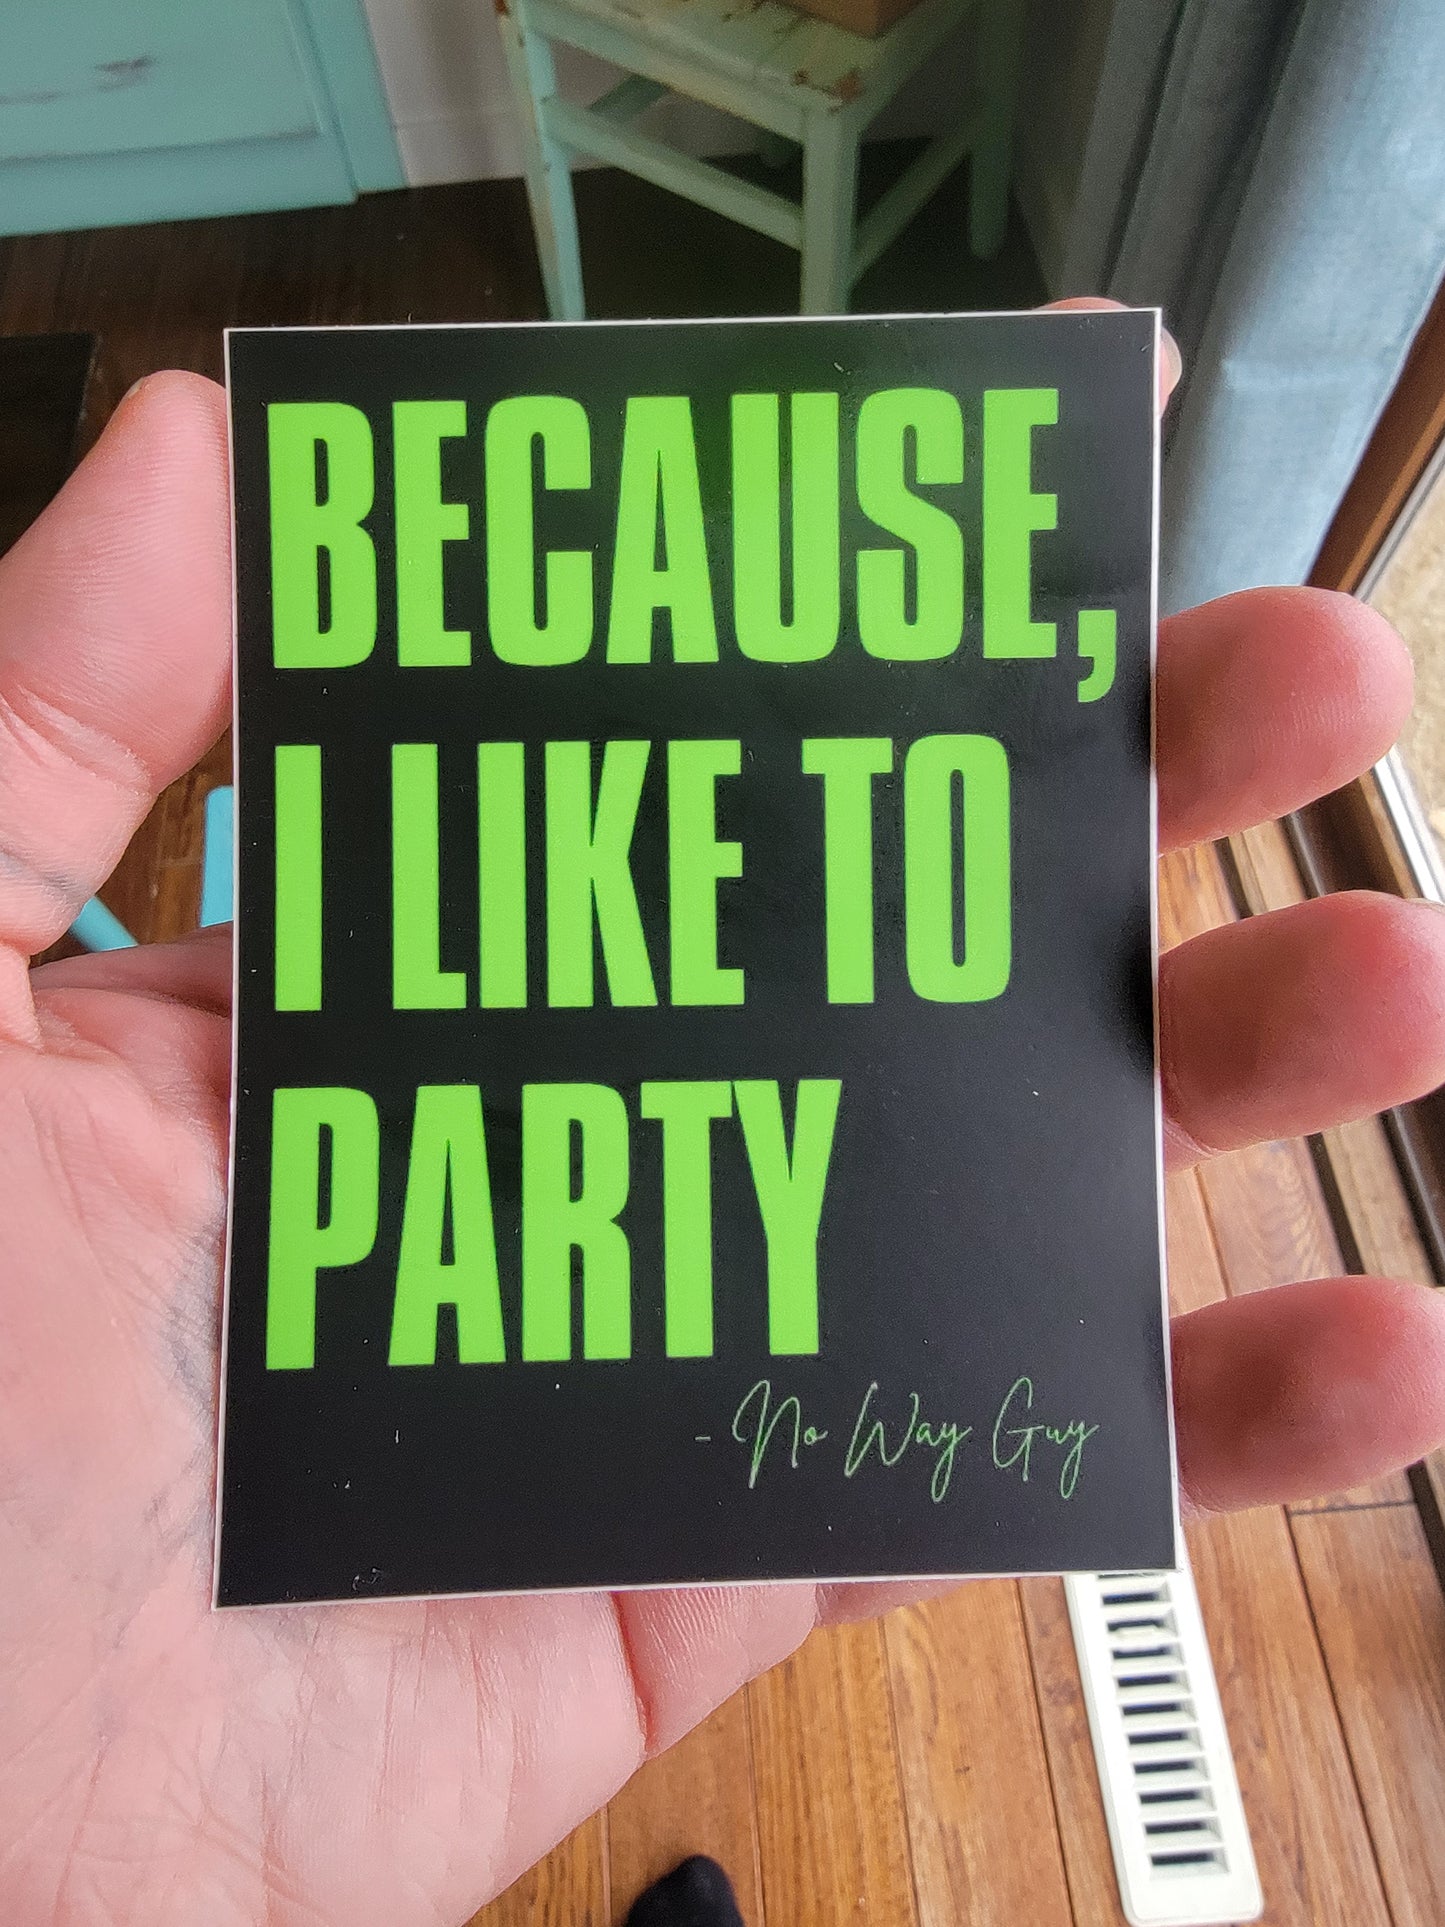 BECAUSE,
I LIKE TO
PARTY
- No Way Guy